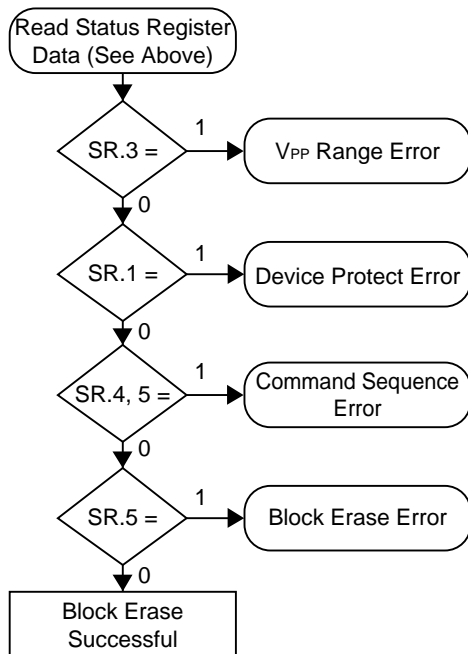 Read Status Register
Data (See Above)
SR.3 =
1
VPP Range Error
0
SR.1 =
1
Device Protect Error
0
SR.4, 5 =
1
Command Sequence
Error
0
SR.5 =
1
Block Erase Error
0
Block Erase
Successful